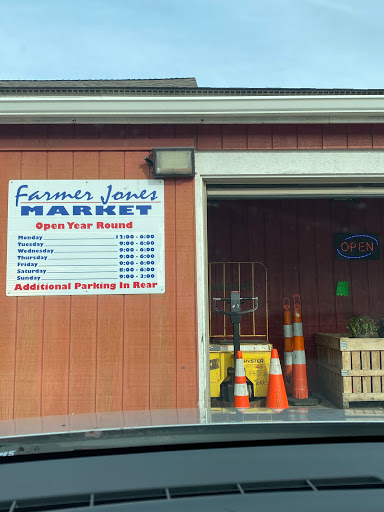 Farmer Jones
MARKET
Open Year Round
Monday 12:00 - 6:00
Tuesday 9:00 - 6:00
Wednesday 9:00 - 6:00
Thursday 9:00 - 6:00
Friday 9:00 - 6:00
Saturday 8:00 - 6:00
Sunday 9:00 - 3:00
Additional Parking In Rear
OPEN
HYSTER